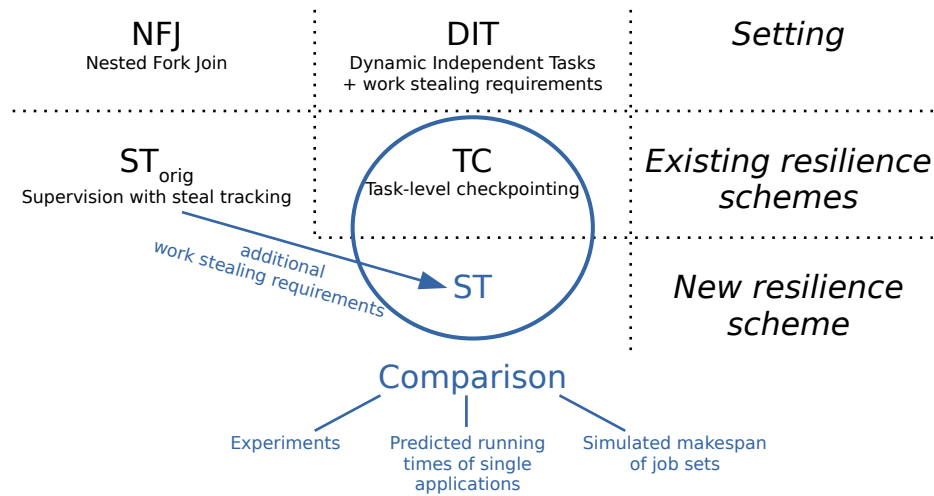 NFJ
Nested Fork Join
DIT
Dynamic Independent Tasks
+ work stealing requirements
Setting
ST orig
Supervision with steal tracking
TC
Task-level checkpointing
Existing resilience
schemes
additional
work stealing requirements
ST
New resilience
scheme
Comparison
Experiments
Predicted running
times of single
applications
Simulated makespan
of job sets